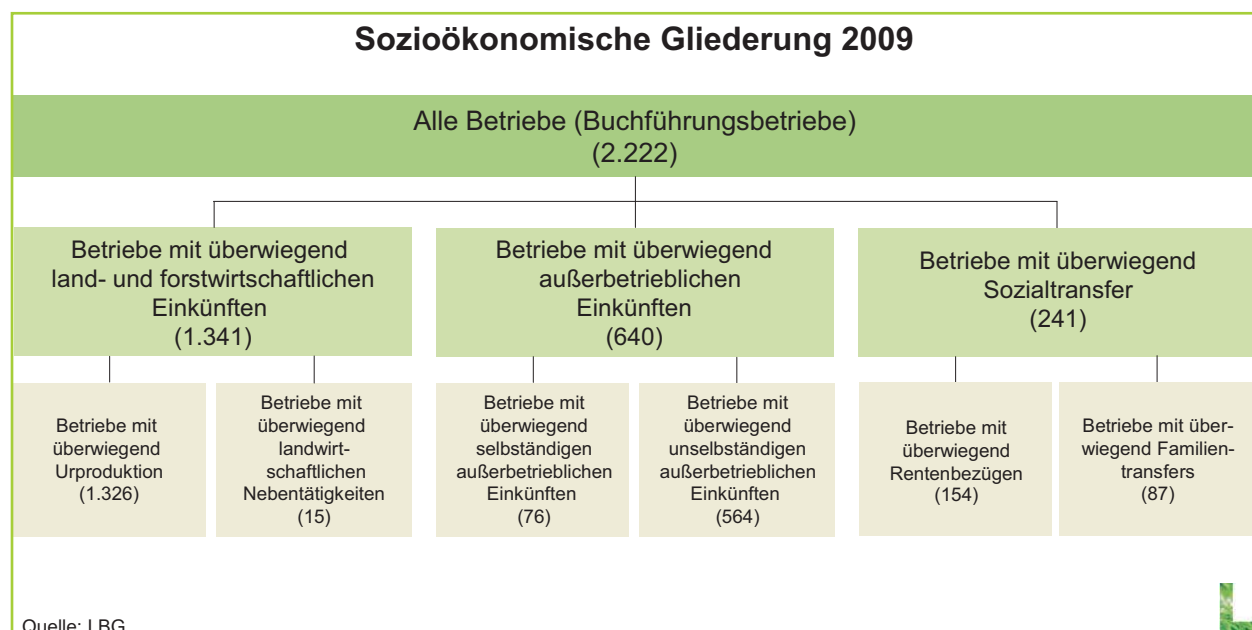 Sozioökonomische Gliederung 2009
Alle Betriebe (Buchführungsbetriebe)
(2.222)
Betriebe mit überwiegend
land- und forstwirtschaftlichen
Einkünften
(1.341)
Betriebe mit überwiegend
außerbetrieblichen
Einkünften
(640)
Betriebe mit überwiegend
Sozialtransfer
(241)
Betriebe mit
überwiegend
Urproduktion
(1.326)
Betriebe mit
überwiegend
landwirt-
schaftlichen
Nebentätigkeiten
(15)
Betriebe mit
überwiegend
selbständigen
außerbetrieblichen
Einkünften
(76)
Betriebe mit
überwiegend
unselbständigen
außerbetrieblichen
Einkünften
(564)
Betriebe mit
überwiegend
Rentenbezügen
(154)
Betriebe mit über-
wiegend Familien-
transfers
(87)
Quelle: LBG